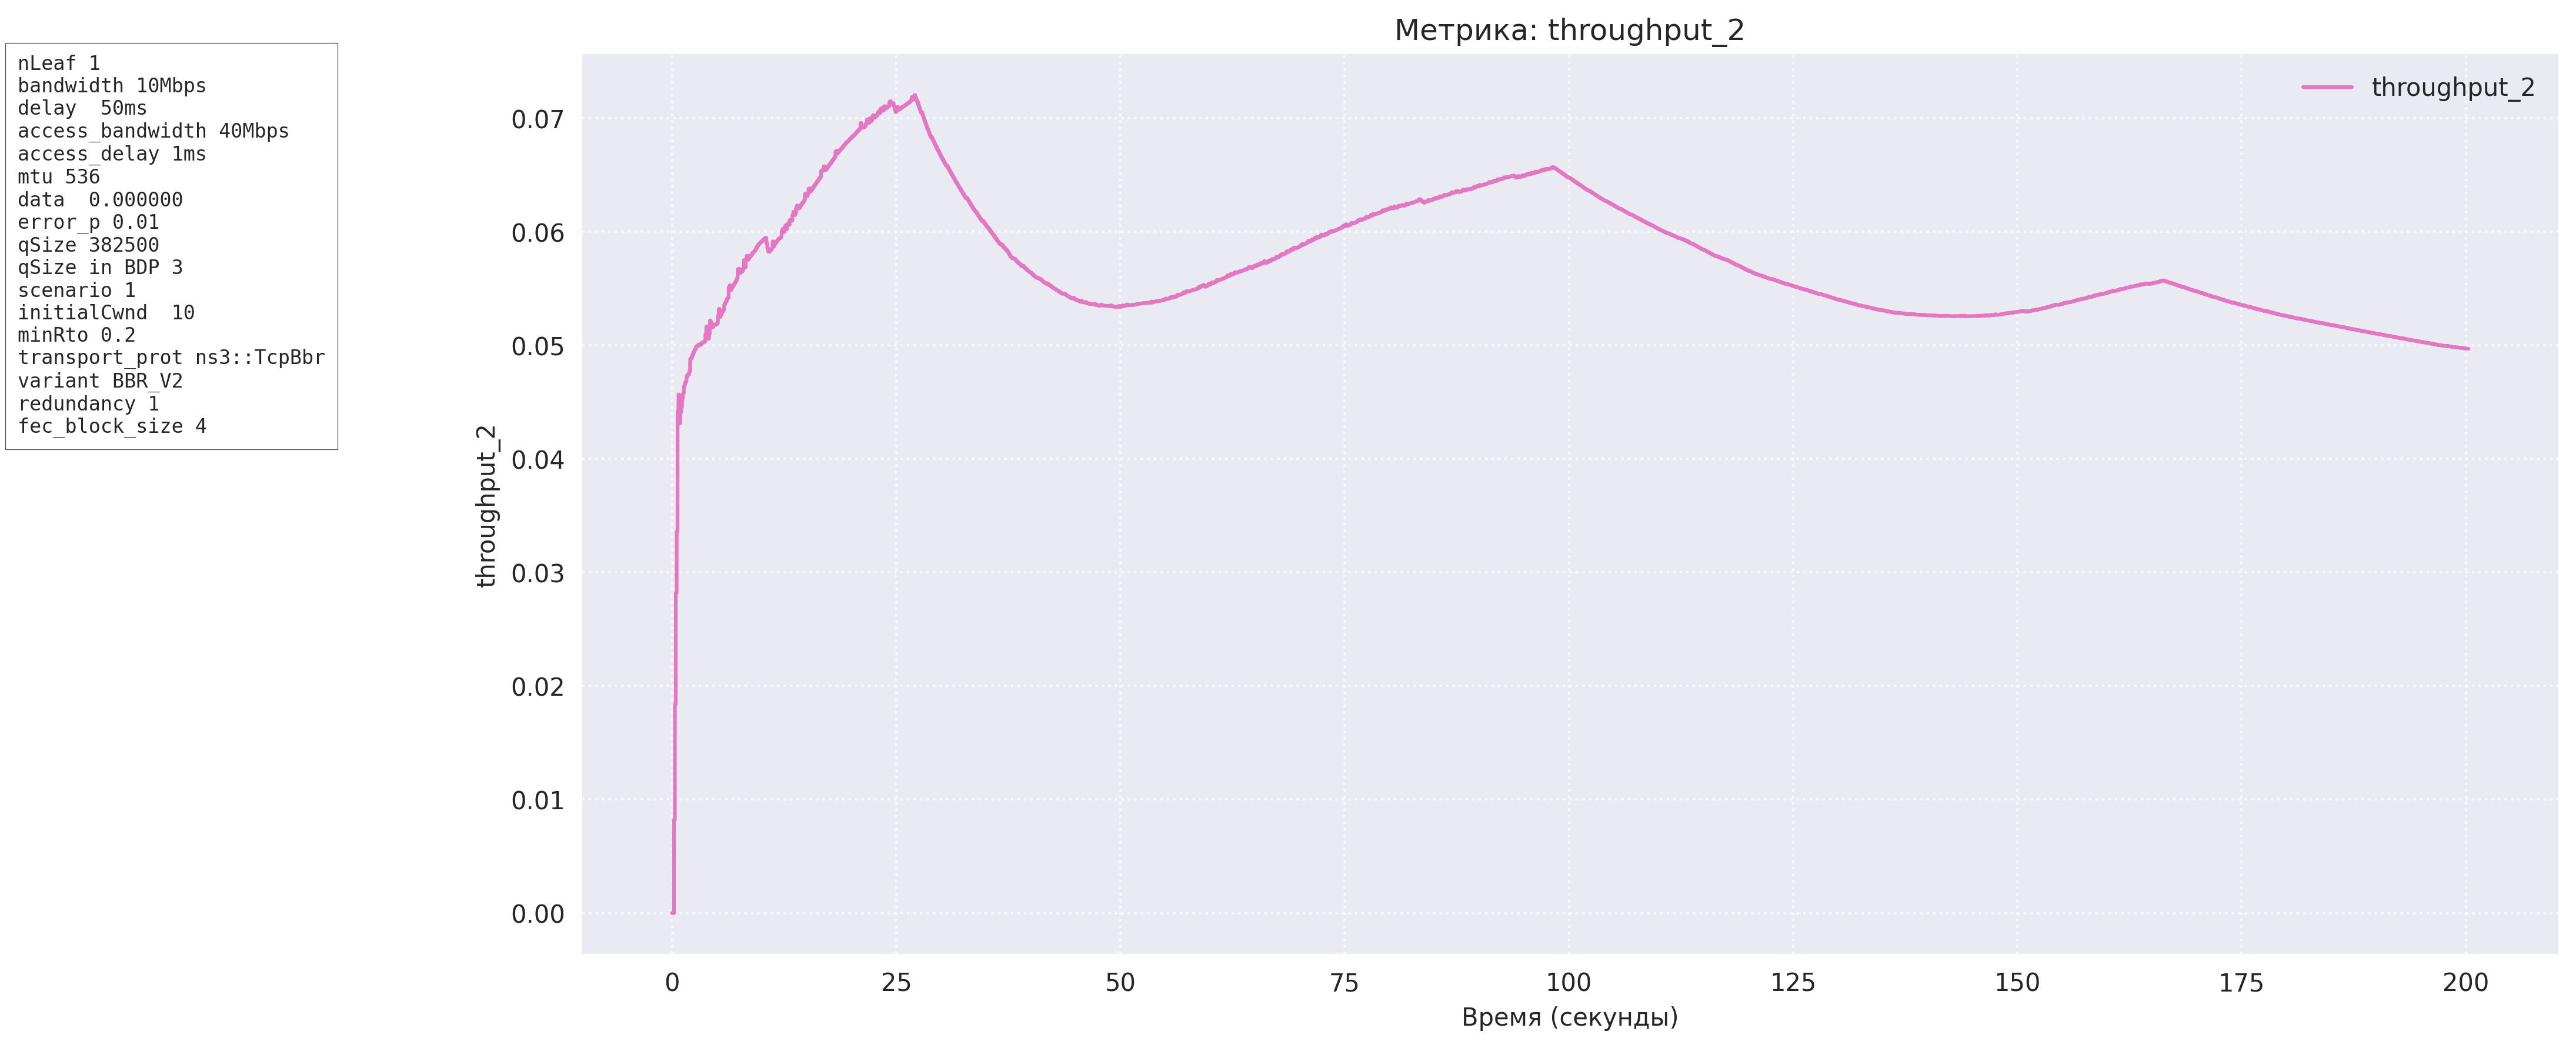 Метрика: throughput_2
nLeaf 1
bandwidth 10Mbps
delay  50ms
access_bandwidth 40Mbps
access_delay 1ms
mtu 536
data  0.000000
error_p 0.01
qSize 382500
qSize in BDP 3
scenario 1
initialCwnd  10
minRto 0.2
transport_prot ns3::TcpBbr
variant BBR_V2
redundancy 1
fec_block_size 4
throughput_2
throughput_2
0.07
0.06
0.05
0.04
0.03
0.02
0.01
0.00
0 25 50 75 100 125 150 175 200
Время (секунды)